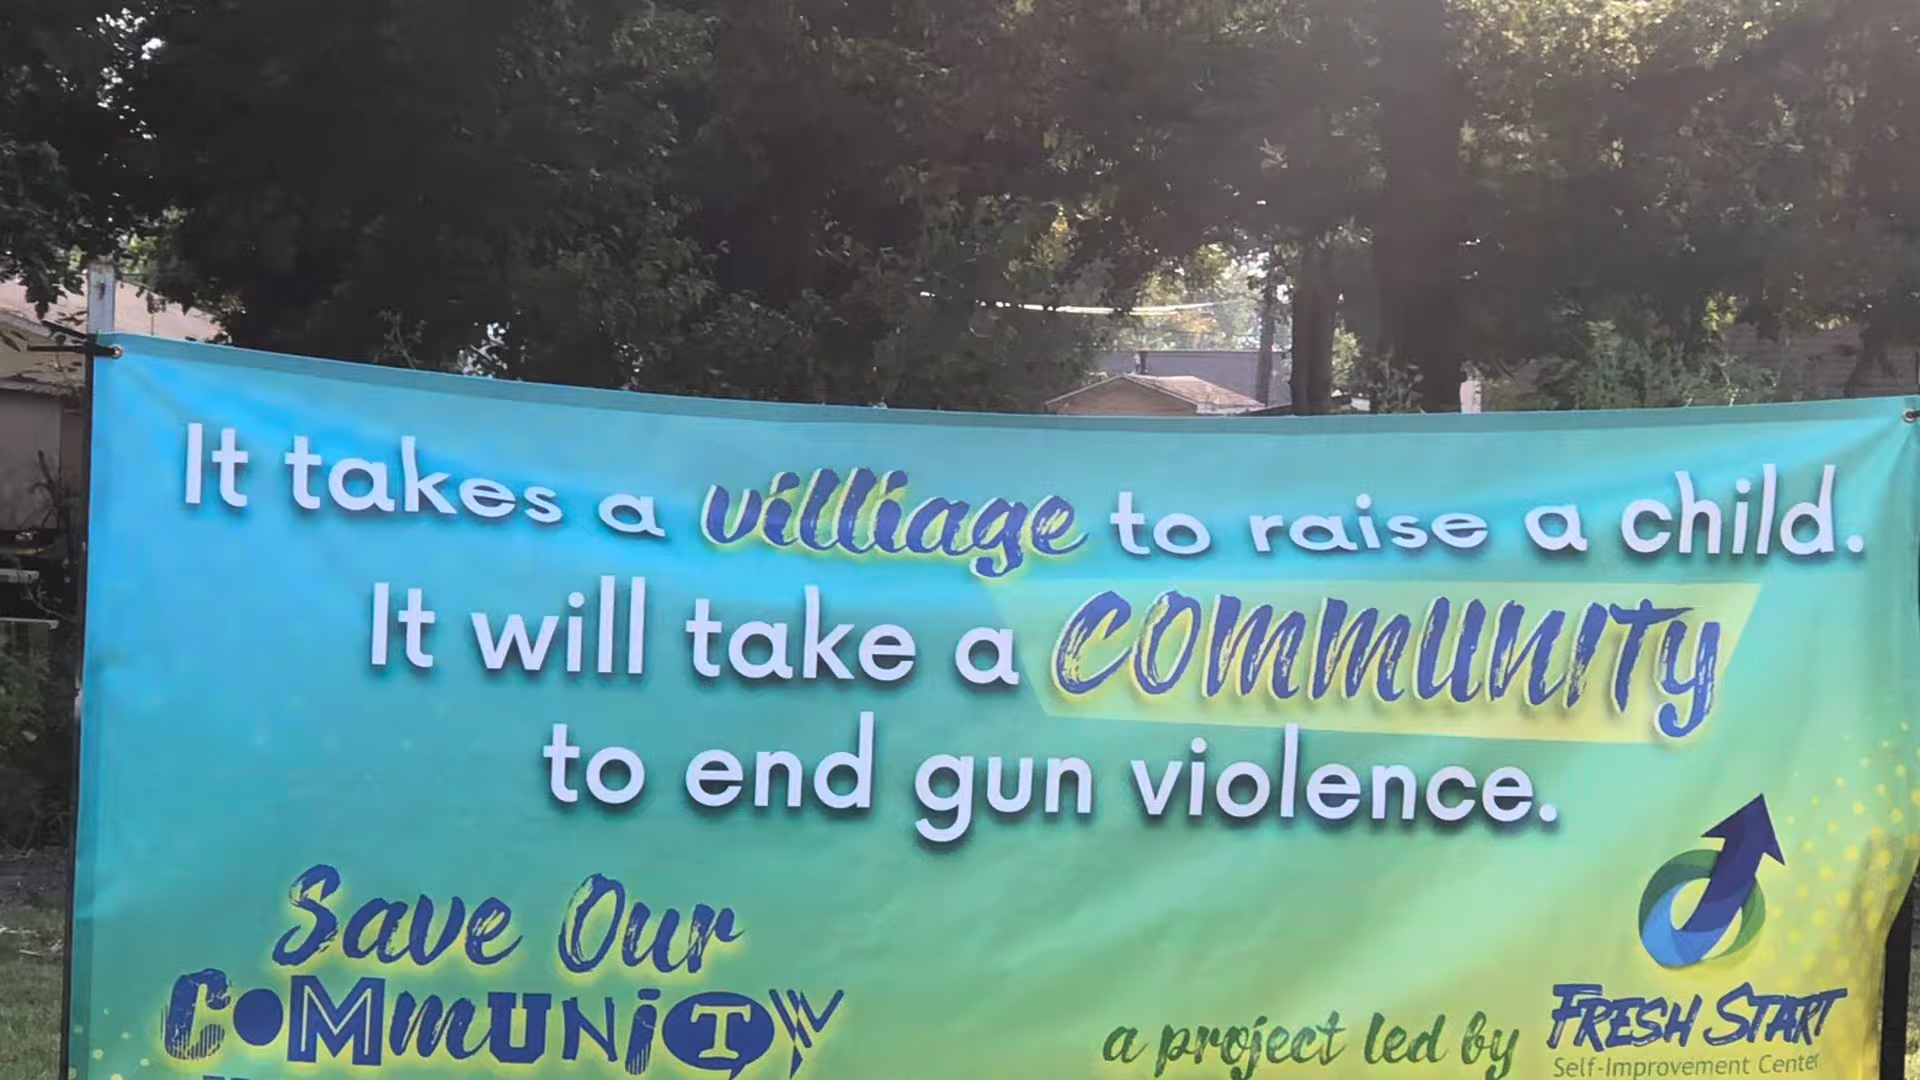 It takes a villiage to raise a child.
It will take a COMMUNITY
to end gun violence.
Save Our
COMMUNITY
a project led by
FRESH START
Self-Improvement Center